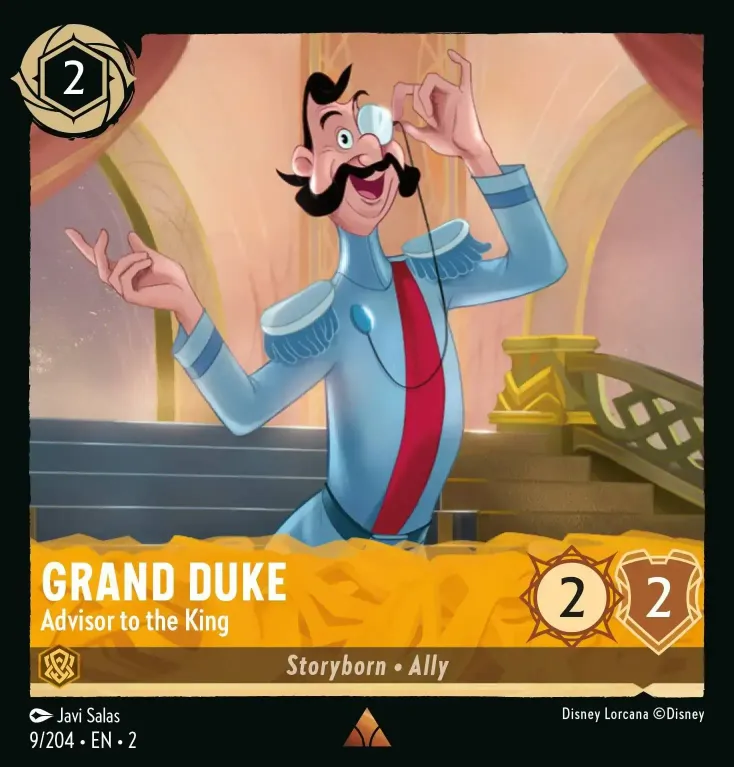 2
GRAND DUKE
Advisor to the King
2 2
Storyborn • Ally
Javi Salas
Disney Lorcana ©Disney
9/204 • EN • 2